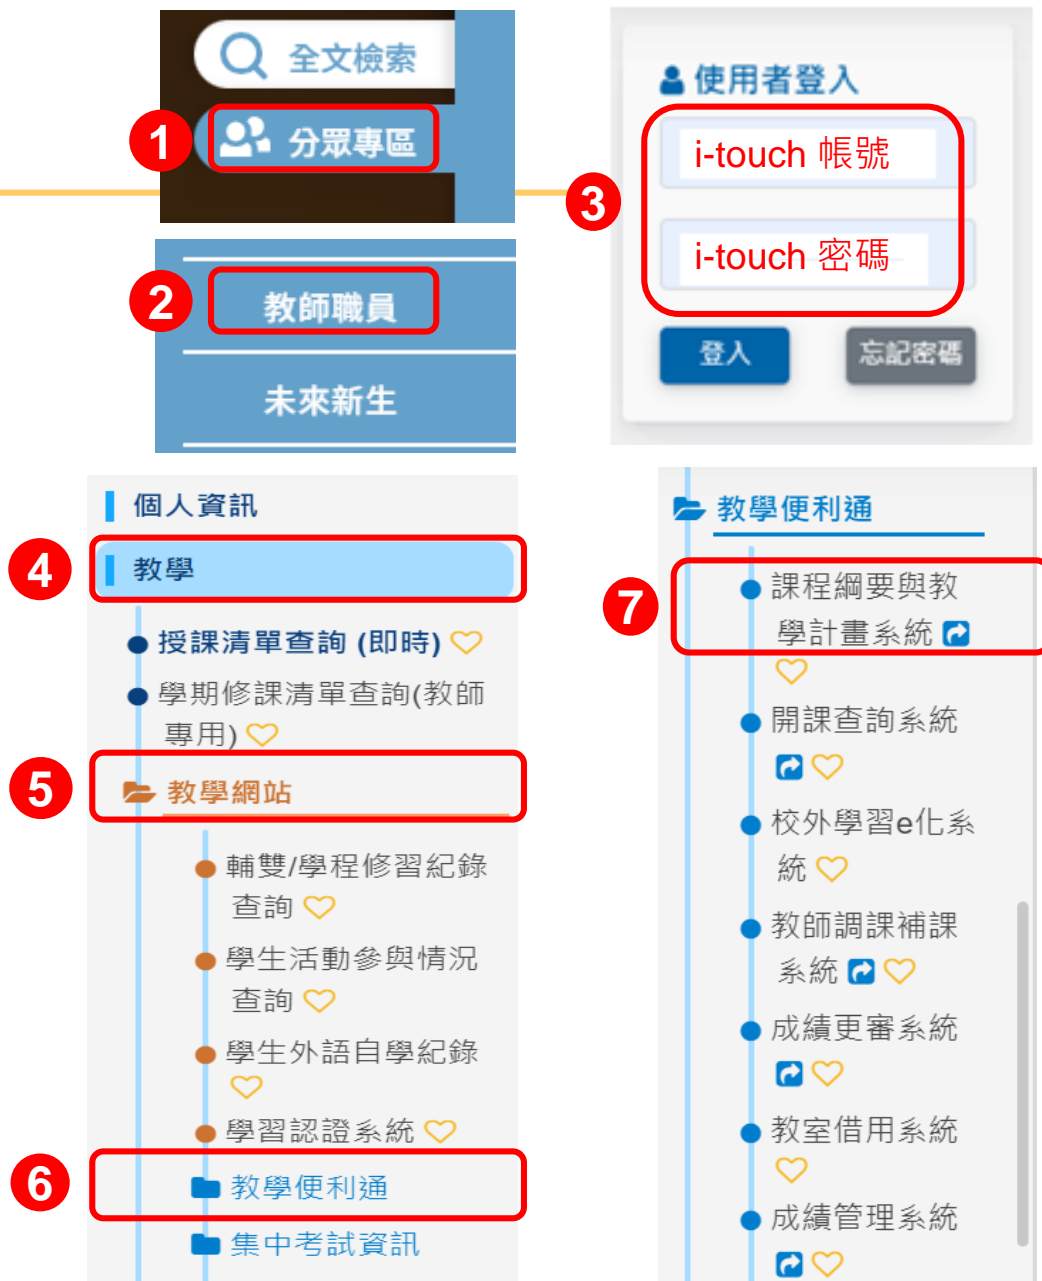 全文檢索
1
分眾專區
2
教師職員
未來新生
使用者登入
3
i-touch 帳號
i-touch 密碼
登入
忘記密碼
個人資訊
4
教學
授課清單查詢 (即時)
學期修課清單查詢(教師
專用)
5
教學網站
輔雙/學程修習紀錄
查詢
學生活動參與情況
查詢
學生外語自學紀錄
學習認證系統
6
教學便利通
集中考試資訊
教學便利通
7
課程綱要與教
學計畫系統
開課查詢系統
校外學習e化系
統
教師調課補課
系統
成績更審系統
教室借用系統
成績管理系統